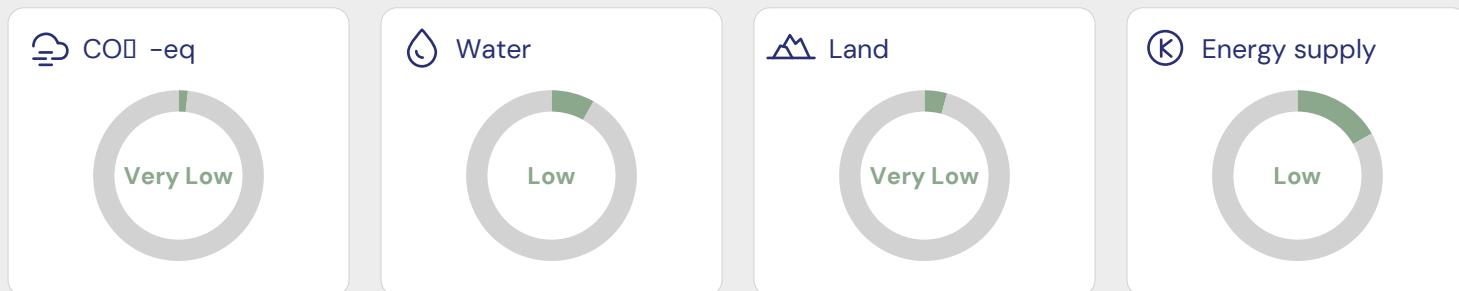 CO▯ -eq
Water
Land
Energy supply
Very Low
Low
Very Low
Low